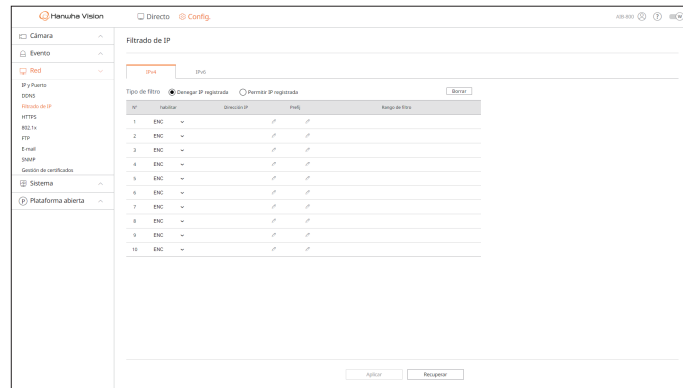 Hanwha Vision
Directo
Config.
AIB.800
Cámara
Evento
Red
IP y Puerto
DDNS
Filtrado de IP
HTTPS
802.1x
FTP
E-mail
SNMP
Gestión de certificados
Sistema
Plataforma abierta
Filtrado de IP
IPv4 IPv6
Tipo de filtro Denegar IP registrada Permirir IP registrada Borrar
N° habilitar Dirección IP Prefij Rango de filtro
1 ENC
2 ENC
3 ENC
4 ENC
5 ENC
6 ENC
7 ENC
8 ENC
9 ENC
10 ENC
Aplicar Recuperar